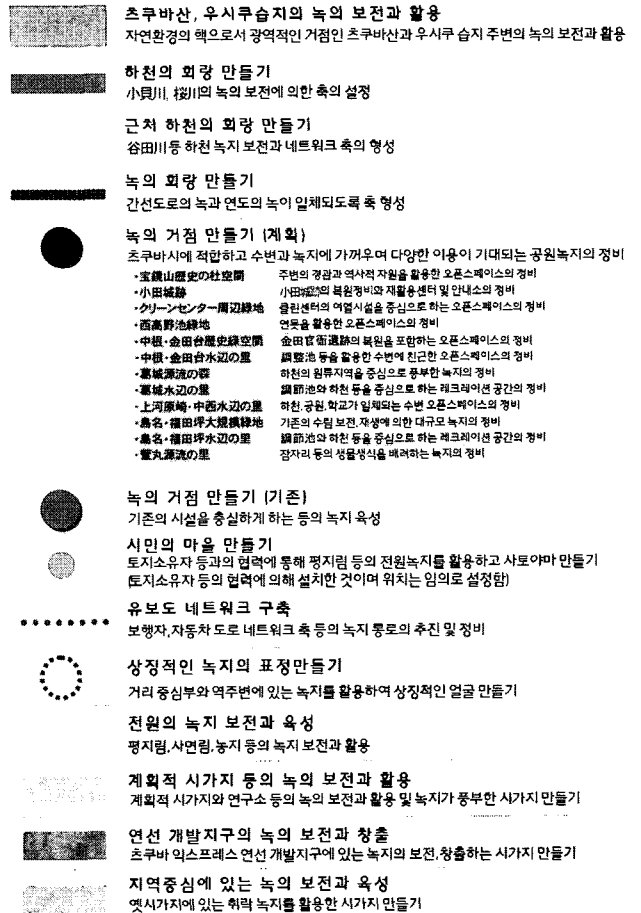 츠쿠바산, 우시쿠습지의 녹의 보전과 활용
자연환경의 핵으로서 광역적인 거점인 츠쿠바산과 우시쿠 습지 주변의 녹의 보전과 활용
하천의 회랑 만들기
小貝川, 桜川의 녹의 보전에 의한 축의 설정
근처 하천의 회랑 만들기
谷田川등 하천 녹지 보전과 네트워크 축의 형성
녹의 회랑 만들기
간선도로의 녹과 연도의 녹이 일체되도록 축 형성
녹의 거점 만들기 (계획)
츠쿠바시에 적합하고 수변과 녹지에 가까우며 다양한 이용이 기대되는 공원녹지의 정비
·宝鏡山歴史の杜空間 주변의 경관과 역사적 자원을 활용한 오픈스페이스의 정비
·小田城跡 小田城跡의 복원정비와 재활용센터 및 안내소의 정비
·クリーンセンター周辺緑地 클린센터의 여열시설을 중심으로 하는 오픈스페이스의 정비
·西高野池緑地 연못을 활용한 오픈스페이스의 정비
·中根・金田台歴史緑空間 金田官衙遺跡의 복원을 포함하는 오픈스페이스의 정비
·中根・金田台水辺の里 調整池 등을 활용한 수변에 친근한 오픈스페이스의 정비
·葛城源流の森 하천의 원류지역을 중심으로 풍부한 녹지의 정비
·葛城水辺の里 調節池와 하천 등을 중심으로 하는 레크레이션 공간의 정비
·上河原崎・中西水辺の里 하천,공원,학교가 일체되는 수변 오픈스페이스의 정비
·島名・福田坪大規模緑地 기존의 수림 보전,재생에 의한 대규모 녹지의 정비
·島名・福田坪水辺の里 調節池와 하천 등을 중심으로 하는 레크레이션 공간의 정비
·萱丸源流の里 잠자리 등의 생물생식을 배려하는 녹지의 정비
녹의 거점 만들기 (기존)
기존의 시설을 충실하게 하는 등의 녹지 육성
시민의 마을 만들기
토지소유자 등과의 협력에 통해 평지림 등의 전원녹지를 활용하고 사토야마 만들기
(토지소유자 등의 협력에 의해 설치한 것이며 위치는 임의로 설정함)
유보도 네트워크 구축
보행자,자동차 도로 네트워크 축 등의 녹지 통로의 추진 및 정비
상징적인 녹지의 표정만들기
거리 중심부와 역주변에 있는 녹지를 활용하여 상징적인 얼굴 만들기
전원의 녹지 보전과 육성
평지림,사면림,농지 등의 녹지 보전과 활용
계획적 시가지 등의 녹의 보전과 활용
계획적 시가지와 연구소 등의 녹의 보전과 활용 및 녹지가 풍부한 시가지 만들기
연선 개발지구의 녹의 보전과 창출
츠쿠바 익스프레스 연선 개발지구에 있는 녹지의 보전,창출하는 시가지 만들기
지역중심에 있는 녹의 보전과 육성
옛시가지에 있는 취락 녹지를 활용한 시가지 만들기